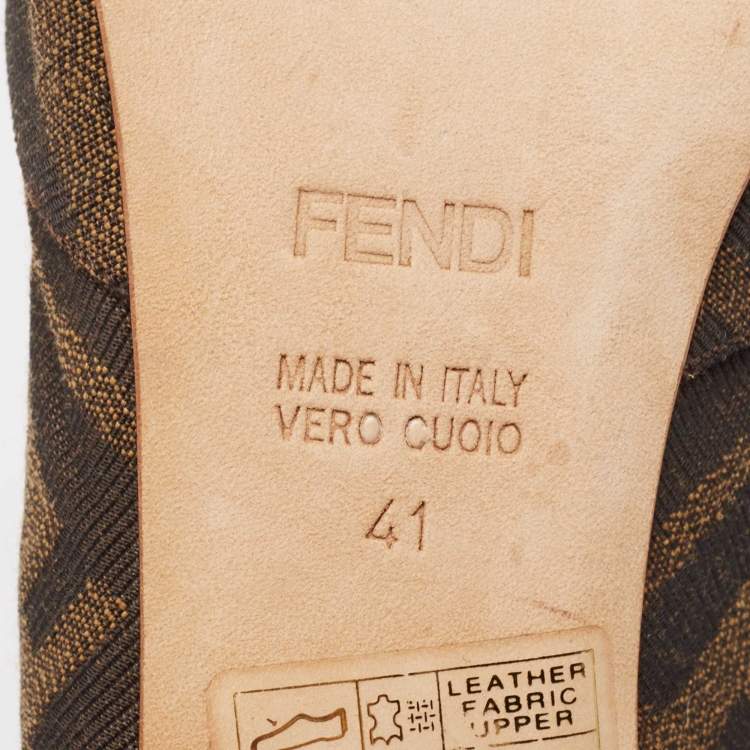 FENDI
MADE IN ITALY
VERO CUOIO
41
LEATHER
FABRIC
UPPER